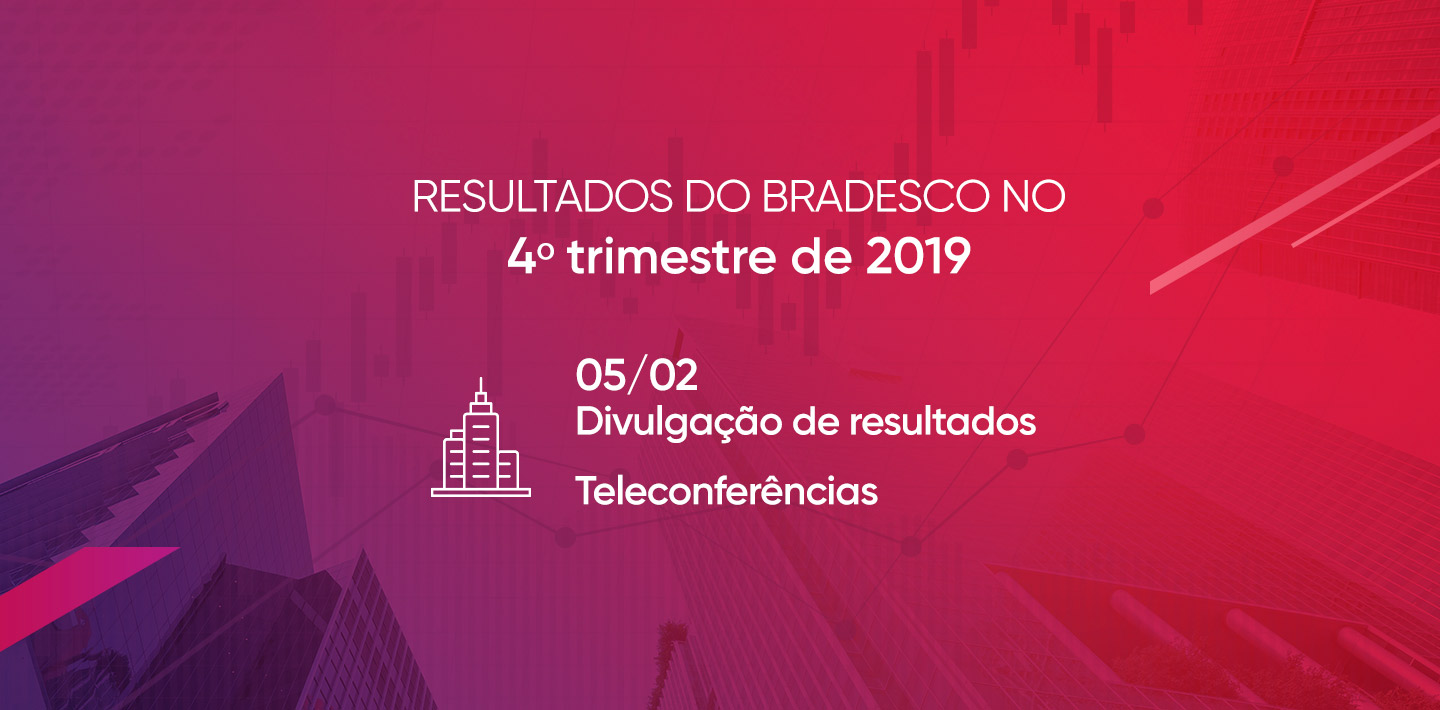 RESULTADOS DO BRADESCO NO
4º trimestre de 2019
05/02
Divulgação de resultados
Teleconferências